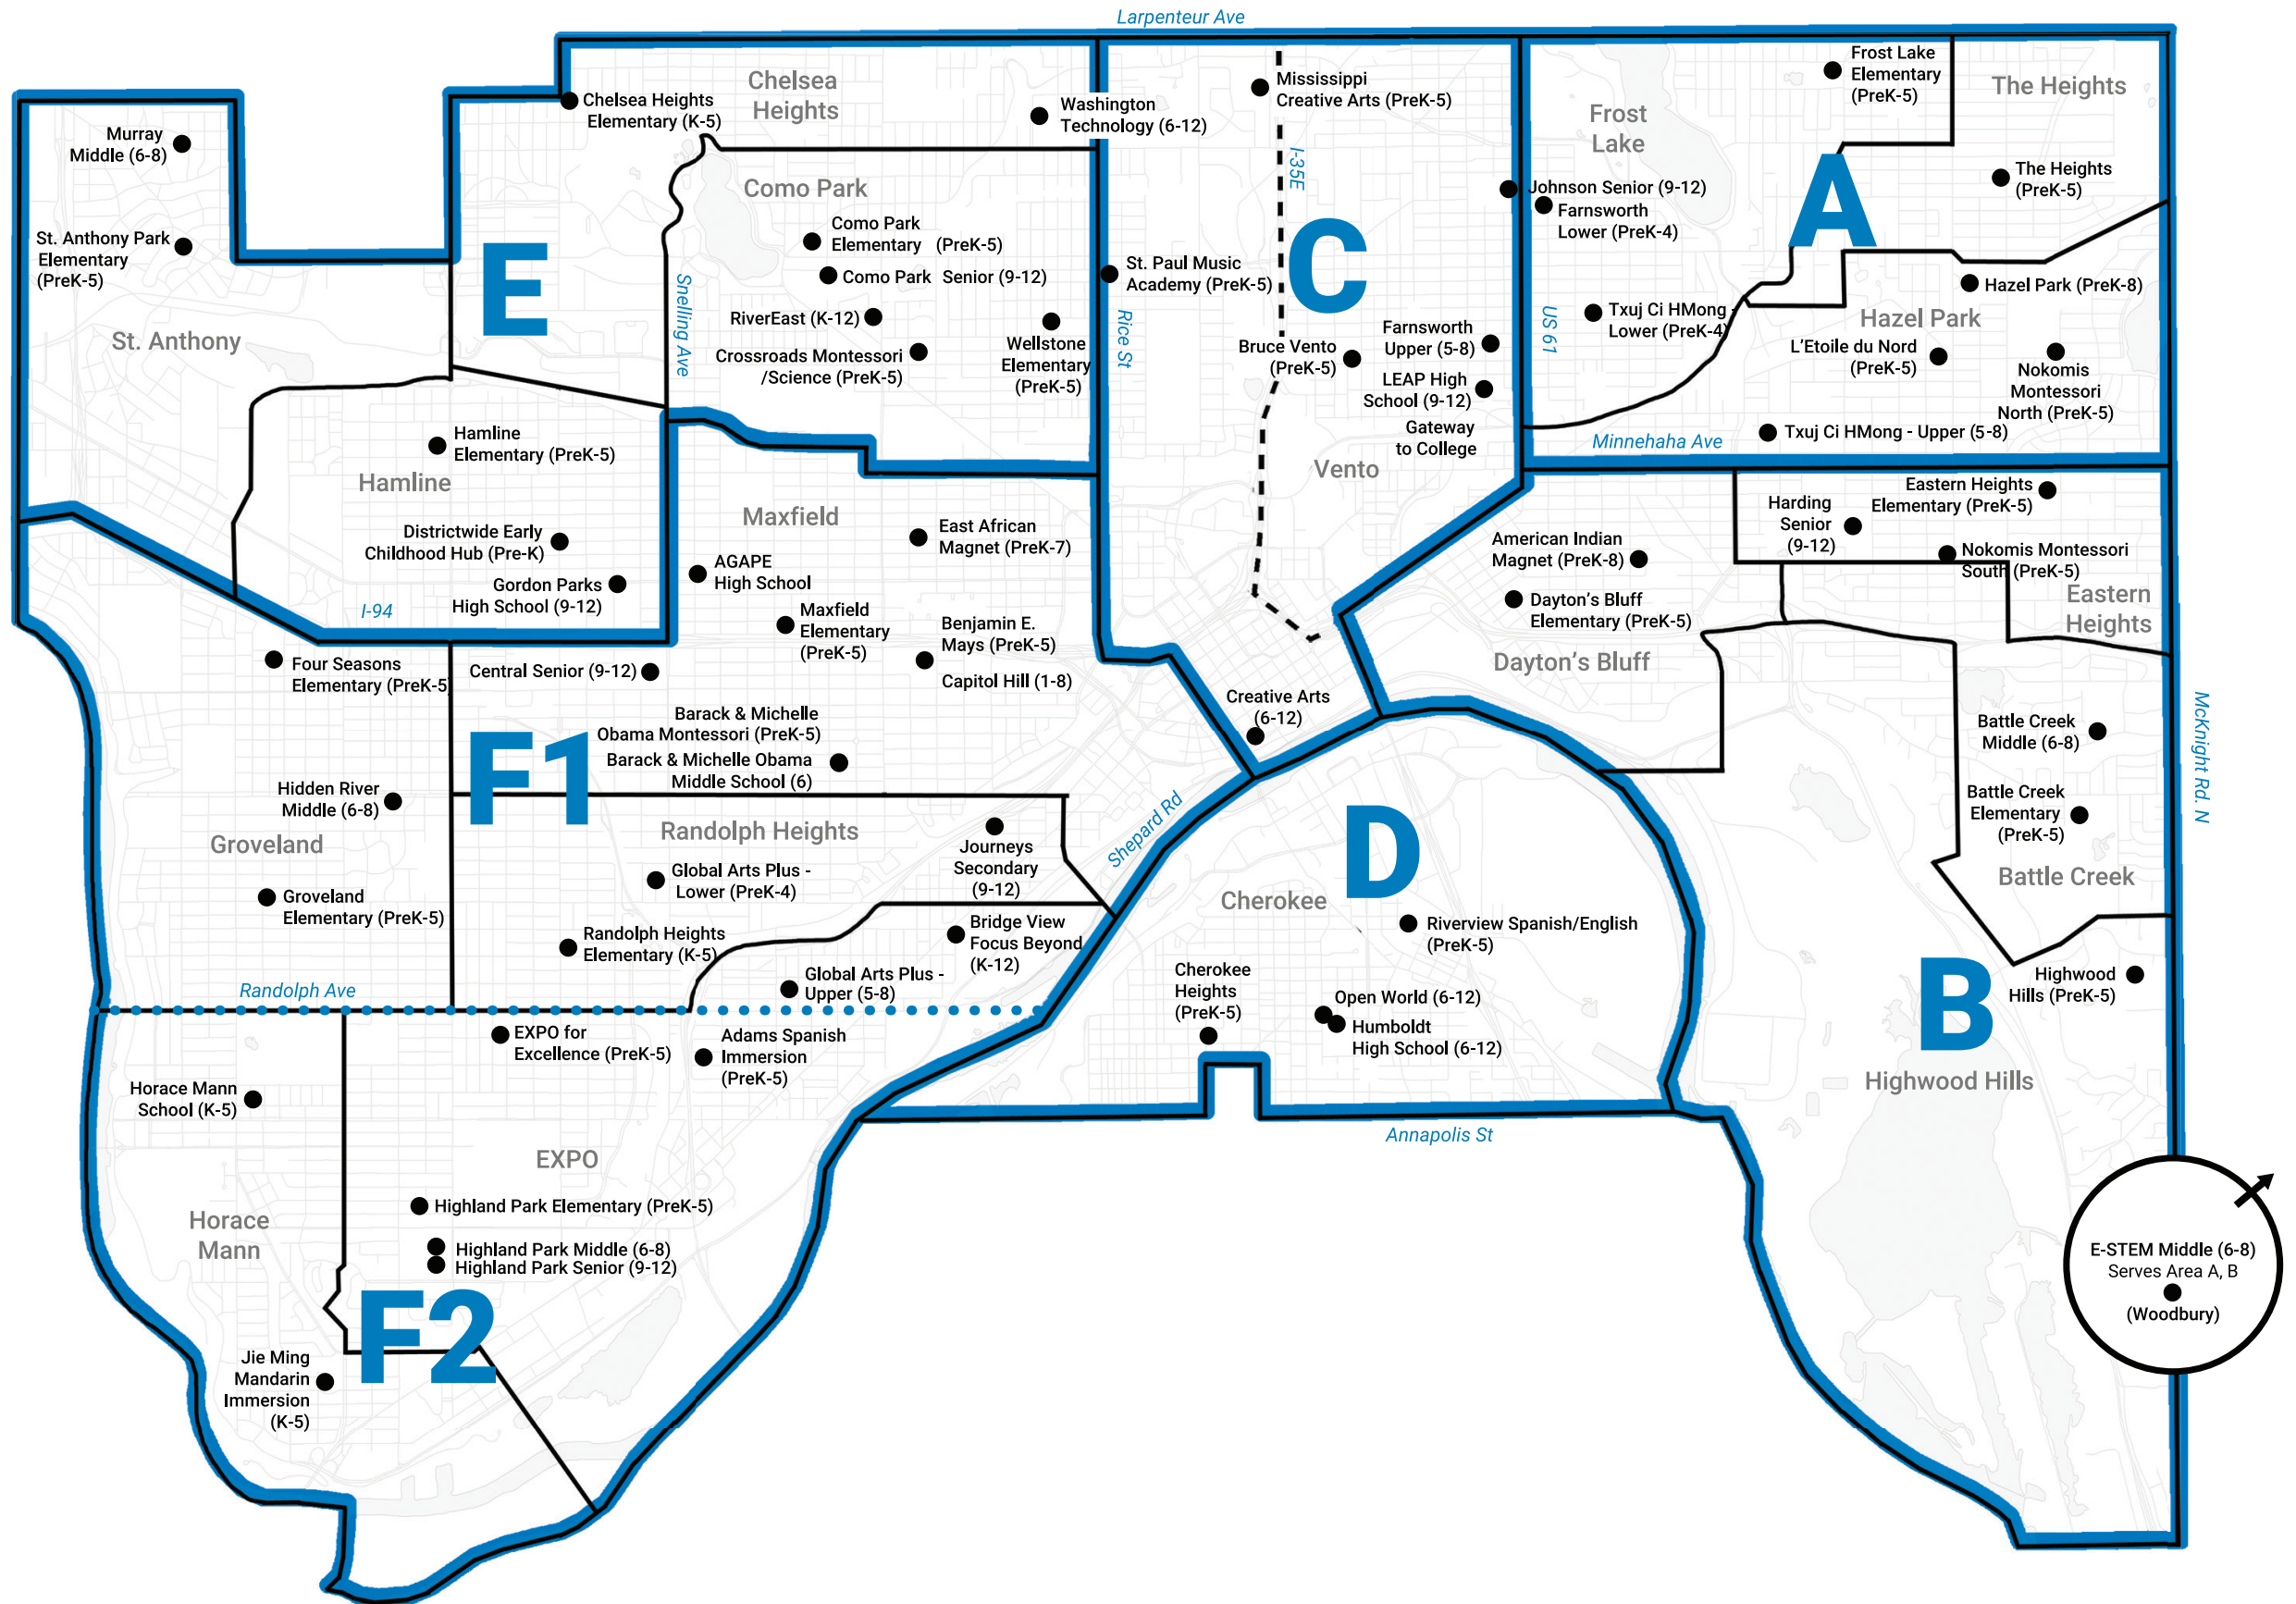 Larpenteur Ave
Murray
Middle (6-8)
St. Anthony Park
Elementary
(PreK-5)
St. Anthony
Chelsea Heights
Elementary (K-5)
Chelsea
Heights
Washington
Technology (6-12)
E
Como Park
Como Park
Elementary (PreK-5)
Como Park Senior (9-12)
RiverEast (K-12)
Crossroads Montessori
/Science (PreK-5)
Wellstone
Elementary
(PreK-5)
Snelling Ave
Rice St
Hamline
Elementary (PreK-5)
Hamline
Districtwide Early
Childhood Hub (Pre-K)
Gordon Parks
High School (9-12)
I-94
Mississippi
Creative Arts (PreK-5)
I-35E
C
St. Paul Music
Academy (PreK-5)
Bruce Vento
(PreK-5)
Farnsworth
Upper (5-8)
LEAP High
School (9-12)
Gateway
to College
Vento
Creative Arts
(6-12)
US 61
Frost
Lake
Frost Lake
Elementary
(PreK-5)
The Heights
The Heights
(PreK-5)
A
Johnson Senior (9-12)
Farnsworth
Lower (PreK-4)
Txuj Ci HMong -
Lower (PreK-4)
Hazel Park (PreK-8)
Hazel Park
L'Etoile du Nord
(PreK-5)
Nokomis
Montessori
North (PreK-5)
Txuj Ci HMong - Upper (5-8)
Minnehaha Ave
Eastern Heights
Elementary (PreK-5)
Harding
Senior
(9-12)
Nokomis Montessori
South (PreK-5)
Eastern
Heights
American Indian
Magnet (PreK-8)
Dayton's Bluff
Elementary (PreK-5)
Dayton's Bluff
McKnight Rd. N
Battle Creek
Middle (6-8)
Battle Creek
Elementary
(PreK-5)
Battle Creek
B
Highwood
Hills (PreK-5)
Highwood Hills
E-STEM Middle (6-8)
Serves Area A, B
(Woodbury)
Maxfield
East African
Magnet (PreK-7)
AGAPE
High School
Maxfield
Elementary
(PreK-5)
Benjamin E.
Mays (PreK-5)
Capitol Hill (1-8)
Central Senior (9-12)
Barack & Michelle
Obama Montessori (PreK-5)
Barack & Michelle Obama
Middle School (6)
F1
Four Seasons
Elementary (PreK-5)
Hidden River
Middle (6-8)
Groveland
Groveland
Elementary (PreK-5)
Randolph Ave
Randolph Heights
Global Arts Plus -
Lower (PreK-4)
Journeys
Secondary
(9-12)
Randolph Heights
Elementary (K-5)
Bridge View
Focus Beyond
(K-12)
Global Arts Plus -
Upper (5-8)
Shepard Rd
D
Cherokee
Riverview Spanish/English
(PreK-5)
Cherokee
Heights
(PreK-5)
Open World (6-12)
Humboldt
High School (6-12)
Annapolis St
EXPO for
Excellence (PreK-5)
Adams Spanish
Immersion
(PreK-5)
Horace Mann
School (K-5)
EXPO
Highland Park Elementary (PreK-5)
Horace
Mann
Highland Park Middle (6-8)
Highland Park Senior (9-12)
F2
Jie Ming
Mandarin
Immersion
(K-5)